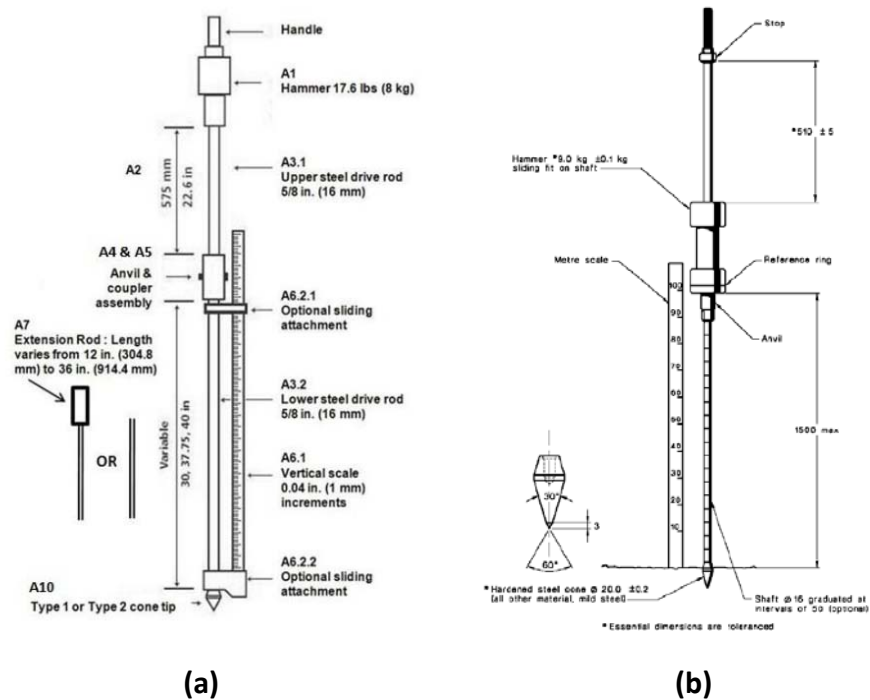 Handle
A1
Hammer 17.6 lbs (8 kg)
A2
575 mm
22.6 in
A3.1
Upper steel drive rod
5/8 in. (16 mm)
A4 & A5
Anvil &
coupler
assembly
A6.2.1
Optional sliding
attachment
A7
Extension Rod : Length
varies from 12 in. (304.8
mm) to 36 in. (914.4 mm)
OR
Variable
30, 37.75, 40 in
A3.2
Lower steel drive rod
5/8 in. (16 mm)
A6.1
Vertical scale
0.04 in. (1 mm)
increments
A6.2.2
Optional sliding
attachment
A10
Type 1 or Type 2 cone tip
(a)
Stop
*510 ± 5
Hammer *8.0 kg ±0.1 kg
sliding fit on shaft
Metre scale
Reference ring
Anvil
100
90
80
70
60
50
40
30
20
10
1500 max
30°
3
60°
*Hardened steel cone ø 20.0 ±0.2
(all other material, mild steel)
Shaft ø16 graduated at
intervals of 50 (optional)
*Essential dimensions are toleranced
(b)